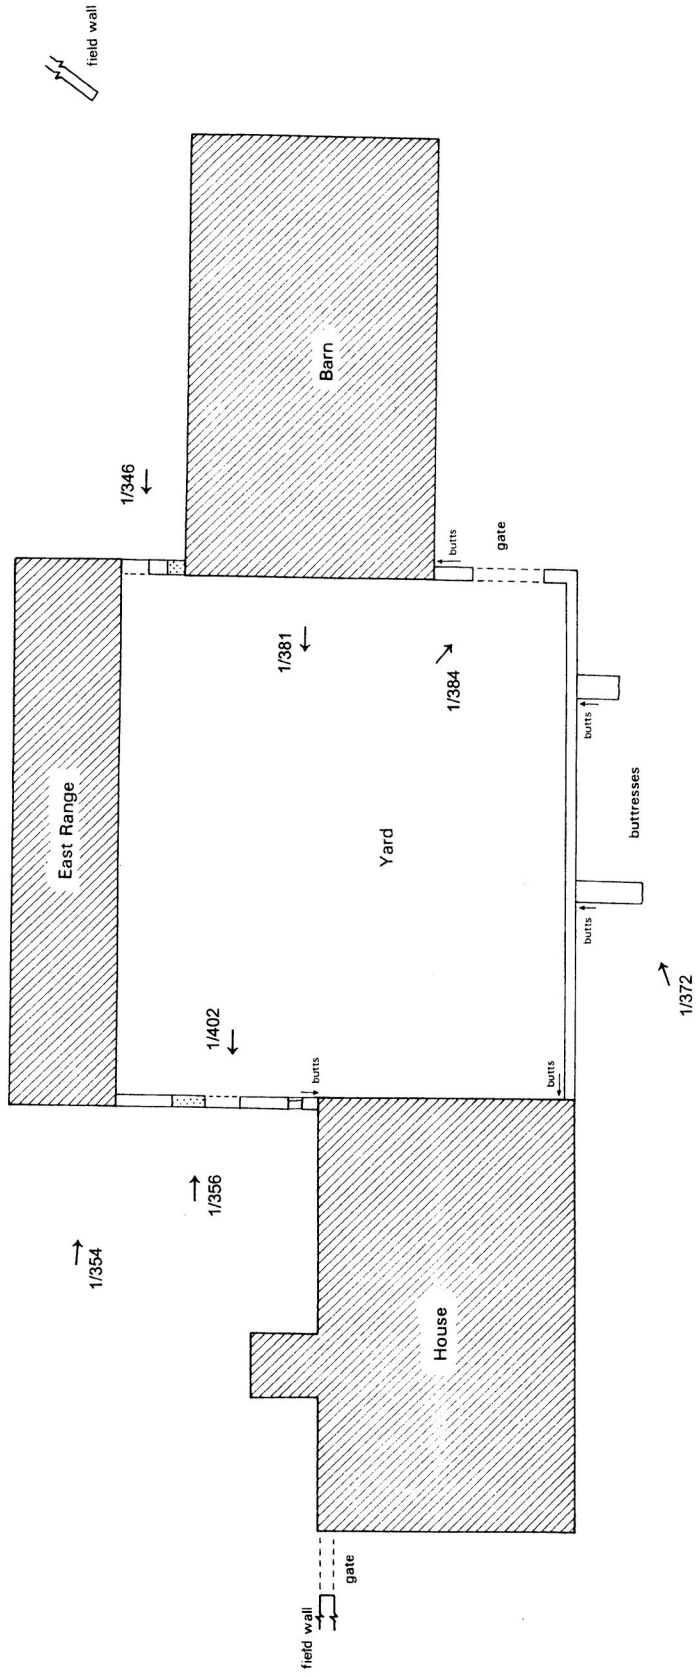 field wall
Barn
1/346
butts
gate
1/381
1/384
East Range
butts
buttresses
Yard
butts
1/402
1/372
butts
butts
1/356
1/354
House
gate
field wall